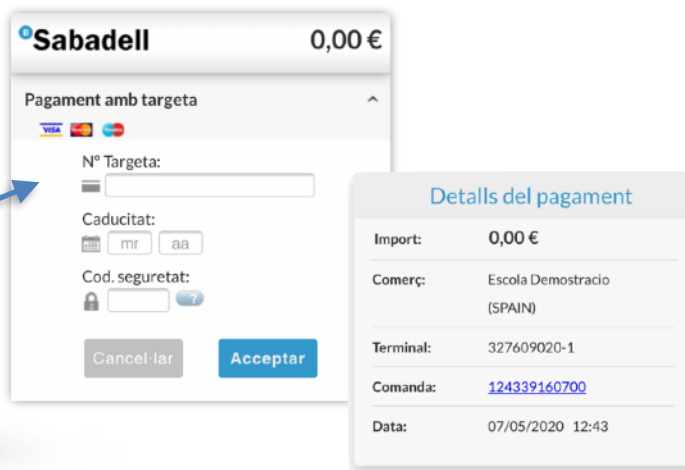 BSabadell 0,00 €
Pagament amb targeta
VISA
Nº Targeta:
Caducitat:
mr aa
Cod. seguretat:
?
Cancel·lar Acceptar
Detalls del pagament
Import: 0,00 €
Comerç: Escola Demostracio
(SPAIN)
Terminal: 327609020-1
Comanda: 124339160700
Data: 07/05/2020 12:43